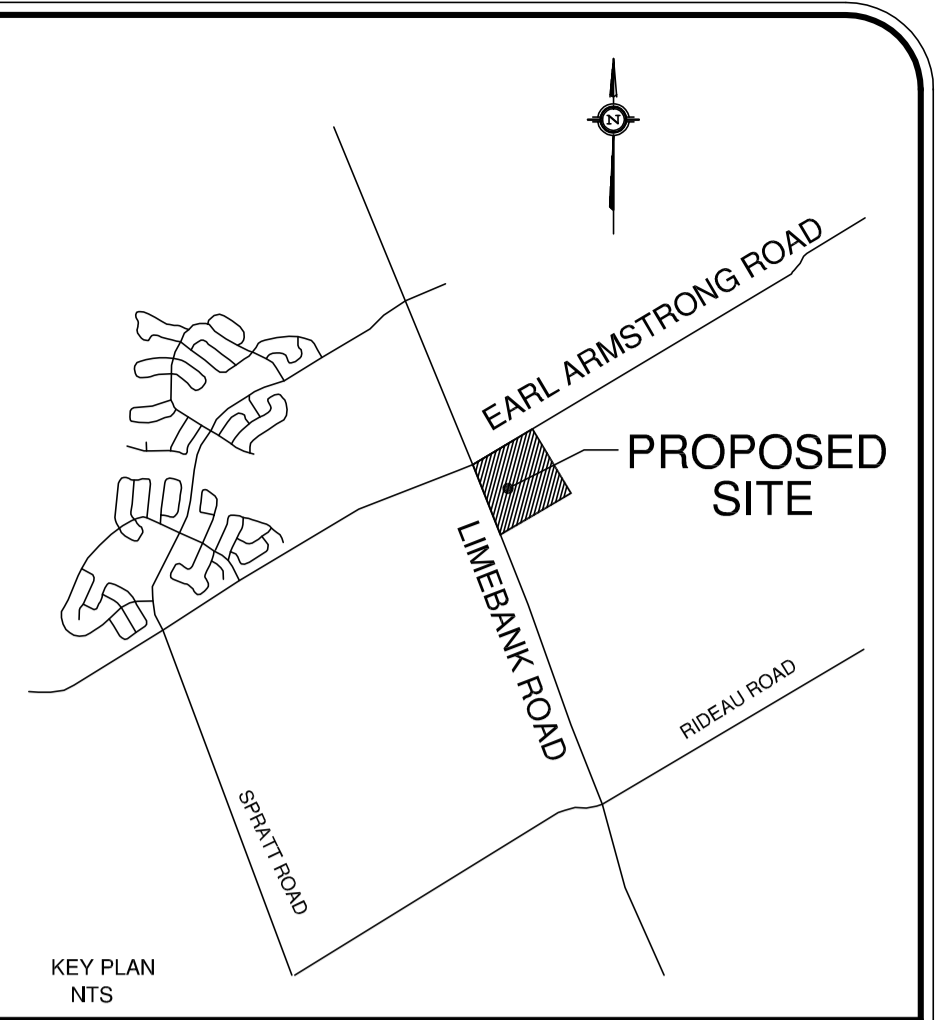 N
EARL ARMSTRONG ROAD
PROPOSED
SITE
LIMEBANK ROAD
RIDEAU ROAD
SPRATT ROAD
KEY PLAN
NTS